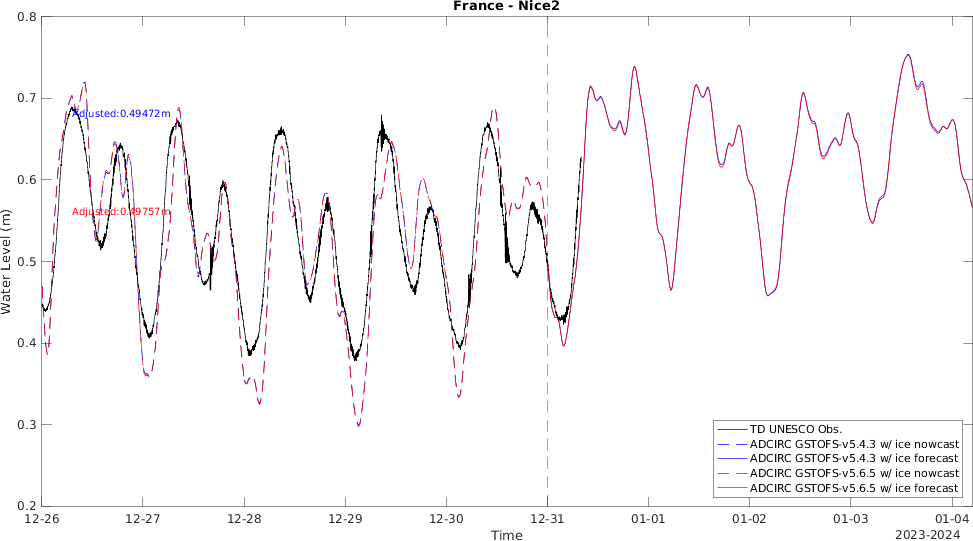 France - Nice2
0.8
0.7
0.6
0.5
0.4
0.3
0.2
Water Level (m)
Adjusted:0.49472m
Adjusted:0.49757m
TD UNESCO Obs.
ADCIRC GSTOFS-v5.4.3 w/ ice nowcast
ADCIRC GSTOFS-v5.4.3 w/ ice forecast
ADCIRC GSTOFS-v5.6.5 w/ ice nowcast
ADCIRC GSTOFS-v5.6.5 w/ ice forecast
12-26 12-27 12-28 12-29 12-30 12-31 01-01 01-02 01-03 01-04
Time
2023-2024